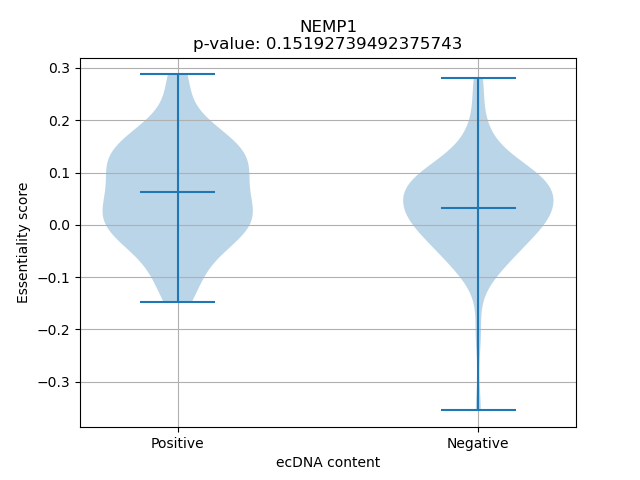 NEMP1
p-value: 0.15192739492375743
0.3
0.2
0.1
0.0
−0.1
−0.2
−0.3
Essentiality score
Positive
Negative
ecDNA content